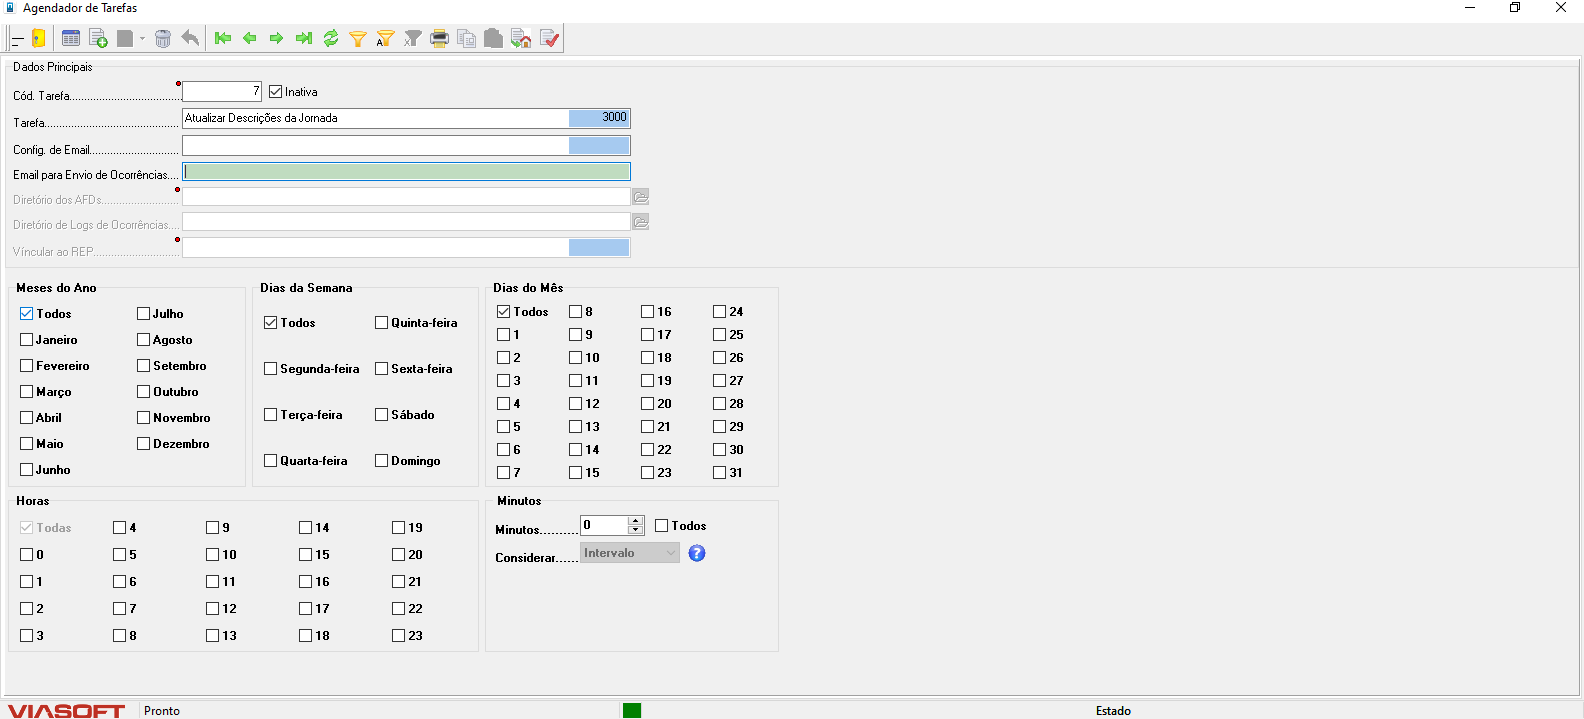 Agendador de Tarefas
Dados Principais
Cód. Tarefa.......................................
7
Inativa
Tarefa...............................................
Atualizar Descrições da Jornada
3000
Config. de Email...............................
Email para Envio de Ocorrências....
Diretório dos AFDs...........................
Diretório de Logs de Ocorrências....
Víncular ao REP..............................
Meses do Ano
Todos
Julho
Janeiro
Agosto
Fevereiro
Setembro
Março
Outubro
Abril
Novembro
Maio
Dezembro
Junho
Dias da Semana
Todos
Quinta-feira
Segunda-feira
Sexta-feira
Terça-feira
Sábado
Quarta-feira
Domingo
Dias do Mês
Todos 8 16 24
1 9 17 25
2 10 18 26
3 11 19 27
4 12 20 28
5 13 21 29
6 14 22 30
7 15 23 31
Horas
Todas 4 9 14 19
0 5 10 15 20
1 6 11 16 21
2 7 12 17 22
3 8 13 18 23
Minutos
Minutos.......... 0 Todos
Considerar...... Intervalo ?
VIASOFT
Pronto
Estado